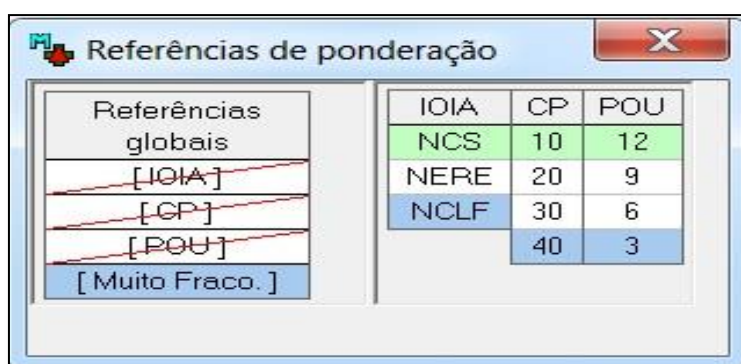 Referências de ponderação
Referências
globais
[ IOIA ]
[ CP ]
[ POU ]
[ Muito Fraco. ]
IOIA CP POU
NCS 10 12
NERE 20 9
NCLF 30 6
40 3